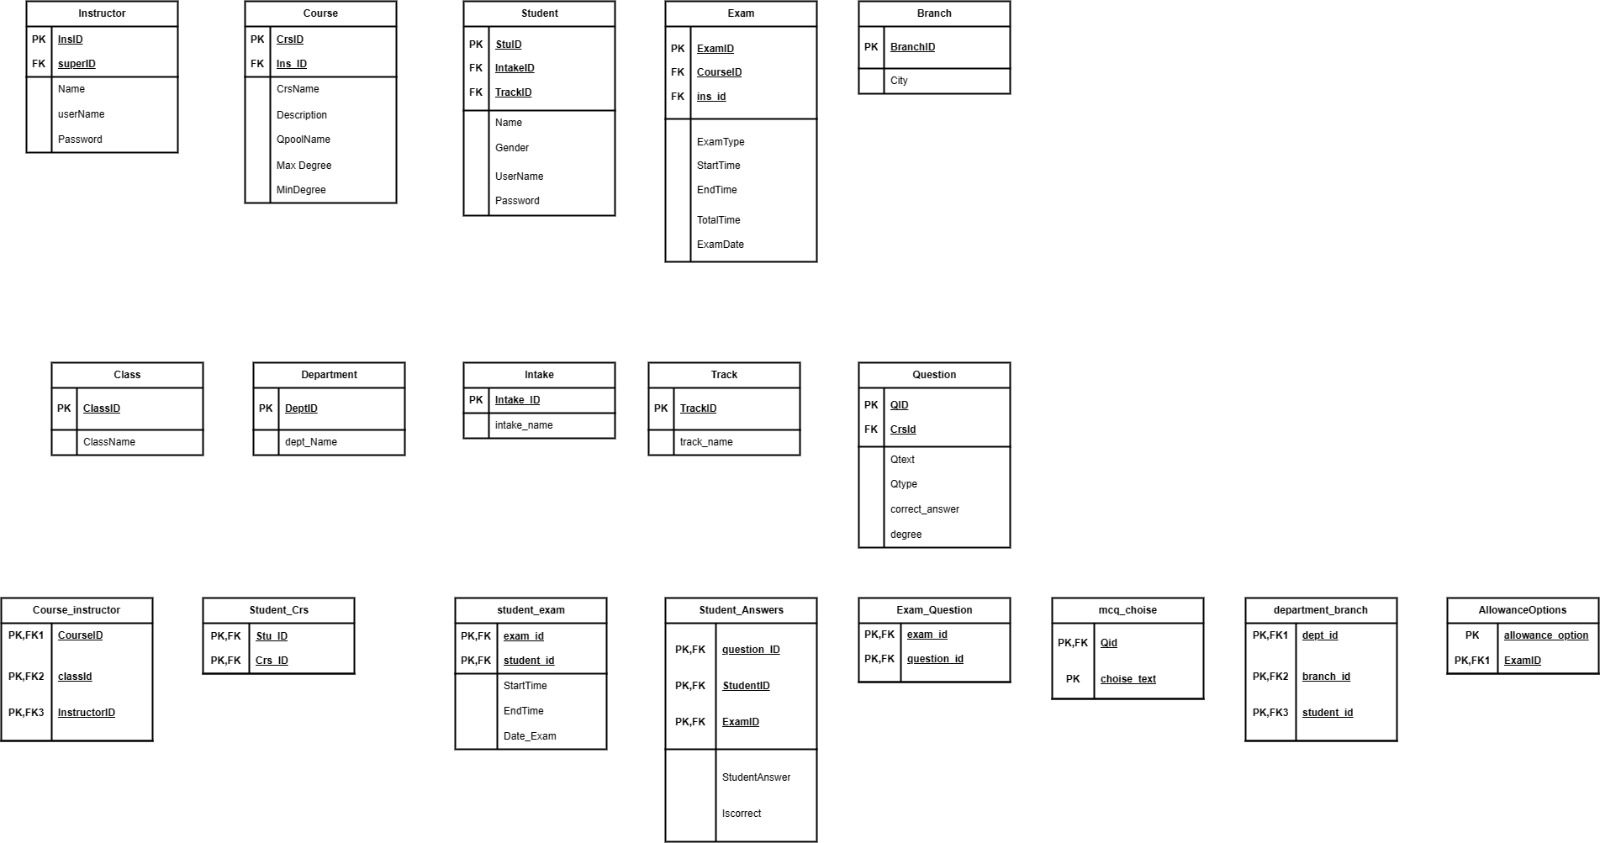 Instructor
PK InsID
FK superID
Name
userName
Password
Course
PK CrsID
FK Ins_ID
CrsName
Description
QpoolName
Max Degree
MinDegree
Student
PK StuID
FK IntakeID
FK TrackID
Name
Gender
UserName
Password
Exam
PK ExamID
FK CourseID
FK ins_id
ExamType
StartTime
EndTime
TotalTime
ExamDate
Branch
PK BranchID
City
Class
PK ClassID
ClassName
Department
PK DeptID
dept_Name
Intake
PK Intake_ID
intake_name
Track
PK TrackID
track_name
Question
PK QID
FK CrsId
Qtext
Qtype
correct_answer
degree
Course_instructor
PK,FK1 CourseID
PK,FK2 classId
PK,FK3 InstructorID
Student_Crs
PK,FK Stu_ID
PK,FK Crs_ID
student_exam
PK,FK exam_id
PK,FK student_id
StartTime
EndTime
Date_Exam
Student_Answers
PK,FK question_ID
PK,FK StudentID
PK,FK ExamID
StudentAnswer
Iscorrect
Exam_Question
PK,FK exam_id
PK,FK question_id
mcq_choise
PK,FK Qid
PK choise_text
department_branch
PK,FK1 dept_id
PK,FK2 branch_id
PK,FK3 student_id
AllowanceOptions
PK allowance_option
PK,FK1 ExamID